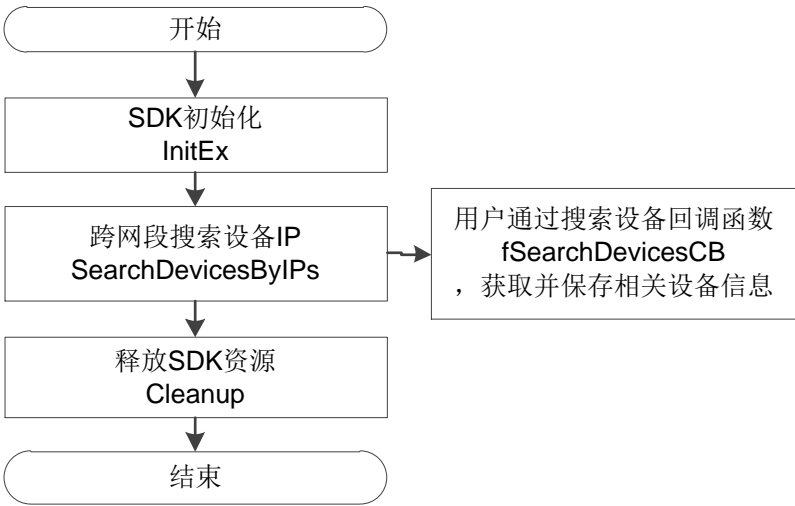 开始
SDK初始化
InitEx
跨网段搜索设备IP
SearchDevicesByIPs
用户通过搜索设备回调函数
fSearchDevicesCB
，获取并保存相关设备信息
释放SDK资源
Cleanup
结束